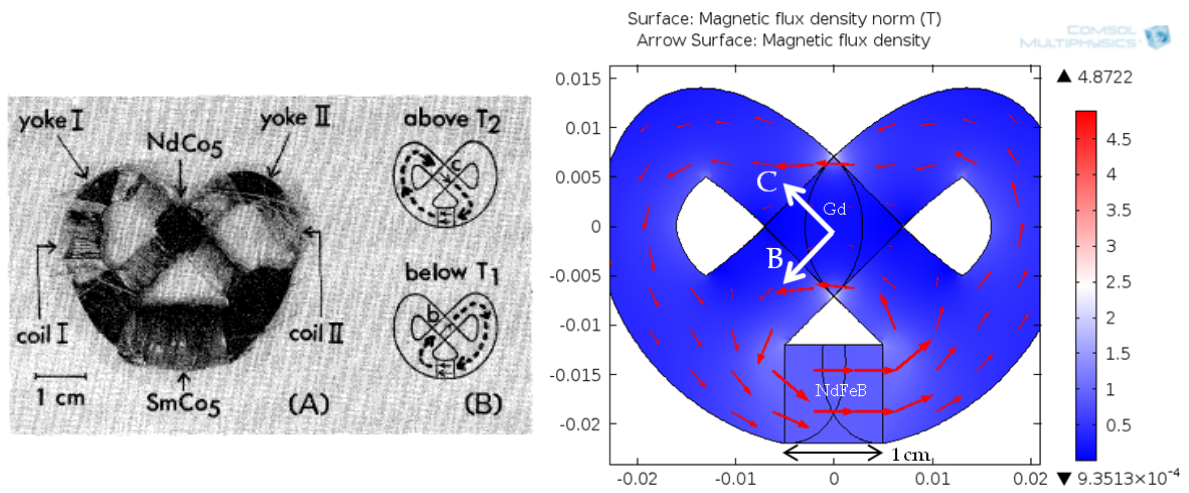 yoke I
yoke II
NdCo5
coil I
coil II
1 cm
SmCo5
(A)
above T2
c
below T1
b
(B)
Surface: Magnetic flux density norm (T)
Arrow Surface: Magnetic flux density
COMSOL
MULTIPHYSICS®
0.015
0.01
0.005
0
-0.005
-0.01
-0.015
-0.02
-0.02
-0.01
0
0.01
0.02
C
B
Gd
NdFeB
1 cm
▲ 4.8722
4.5
4
3.5
3
2.5
2
1.5
1
0.5
▼ 9.3513×10⁻⁴